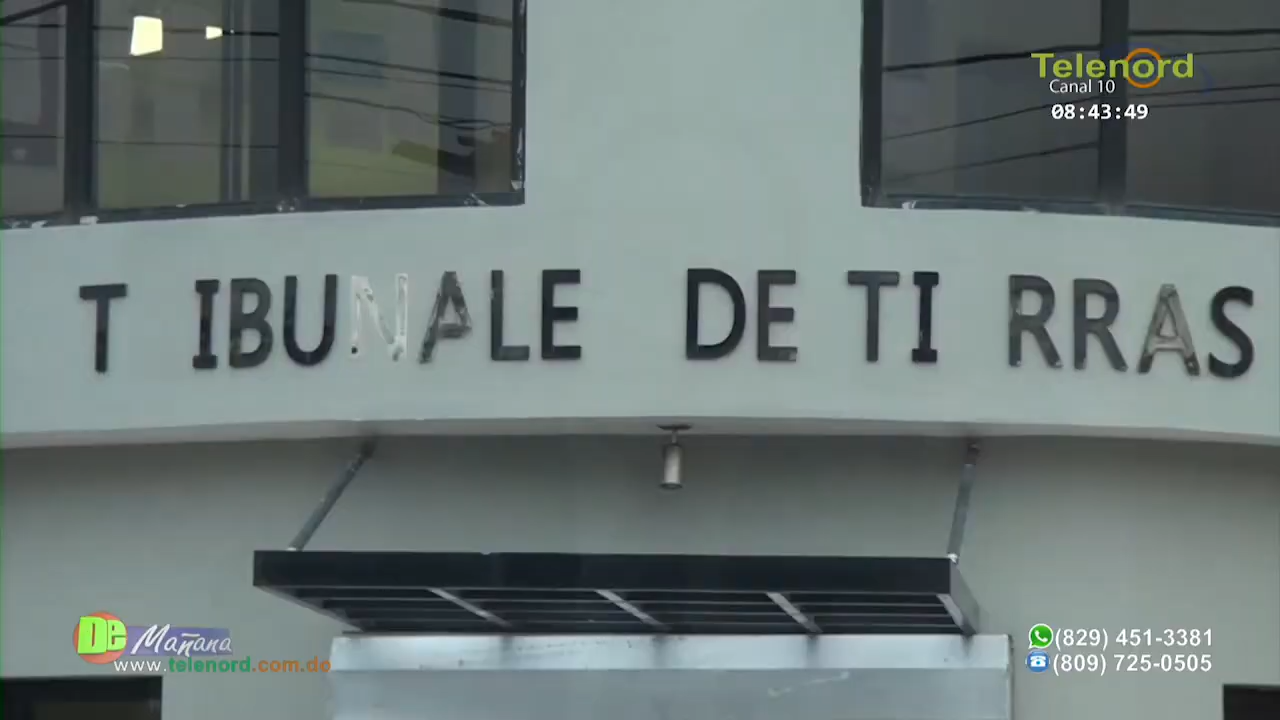 Telenord
Canal 10
08:43:49
T IBUNALE DE TI RRAS
De Mañana
www.telenord.com.do
(829) 451-3381
(809) 725-0505